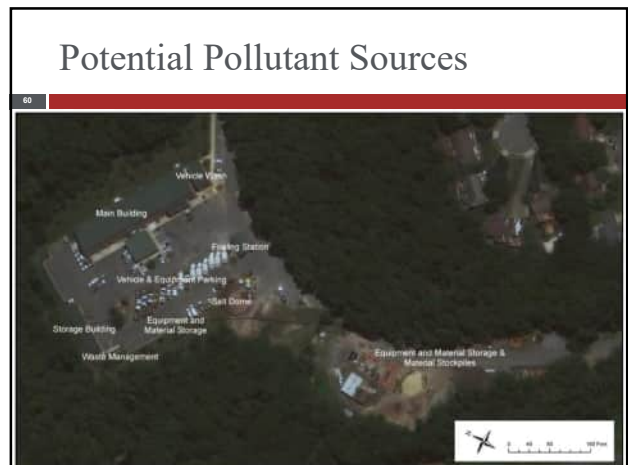 Potential Pollutant Sources
60
Vehicle Wash
Main Building
Fueling Station
Vehicle & Equipment Parking
Salt Dome
Equipment and
Material Storage
Storage Building
Waste Management
Equipment and Material Storage &
Material Stockpiles
N